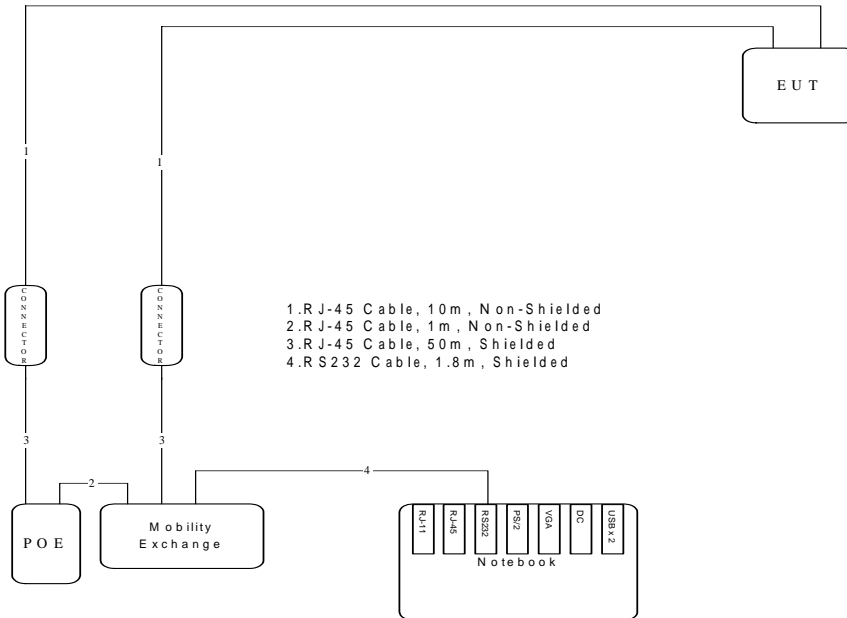 EUT
1
1
CONNECTOR
CONNECTOR
1.RJ-45 Cable, 10m, Non-Shielded
2.RJ-45 Cable, 1m, Non-Shielded
3.RJ-45 Cable, 50m, Shielded
4.RS232 Cable, 1.8m, Shielded
3
3
4
2
POE
Mobility
Exchange
RJ-11
RJ-45
RS232
PS/2
VGA
DC
USB x 2
Notebook